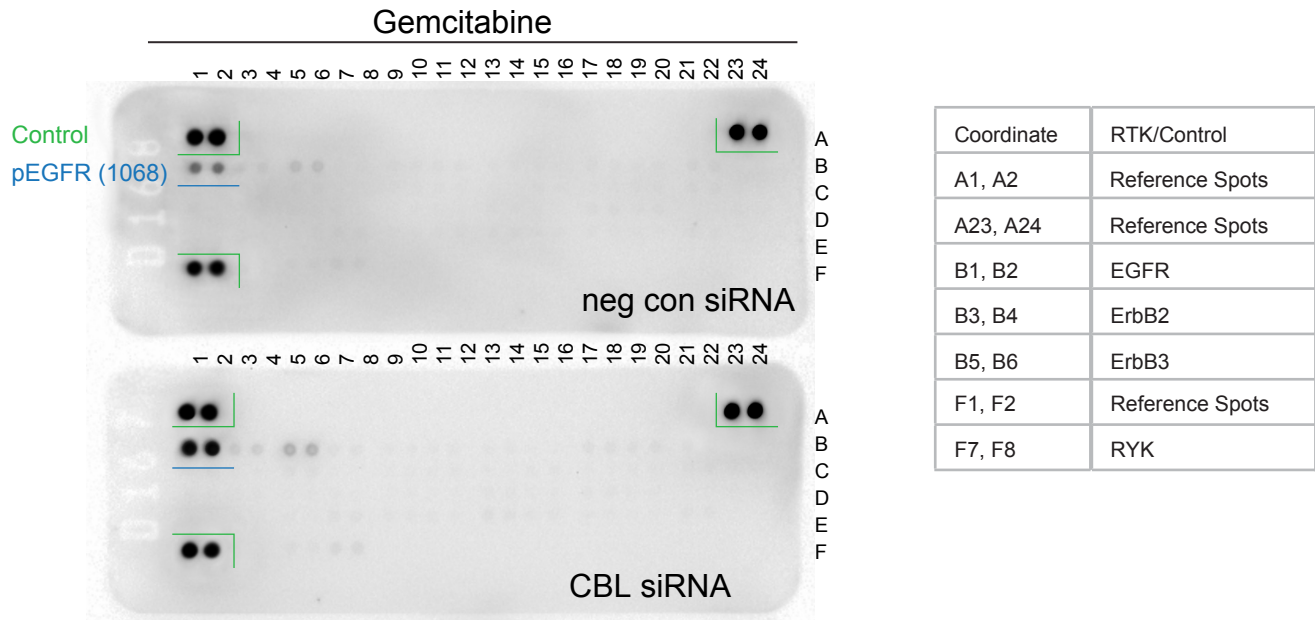 Gemcitabine
1 2 3 4 5 6 7 8 9 10 11 12 13 14 15 16 17 18 19 20 21 22 23 24
Control
pEGFR (1068)
A
B
C
D
E
F
neg con siRNA
1 2 3 4 5 6 7 8 9 10 11 12 13 14 15 16 17 18 19 20 21 22 23 24
A
B
C
D
E
F
CBL siRNA
Coordinate RTK/Control
A1, A2 Reference Spots
A23, A24 Reference Spots
B1, B2 EGFR
B3, B4 ErbB2
B5, B6 ErbB3
F1, F2 Reference Spots
F7, F8 RYK